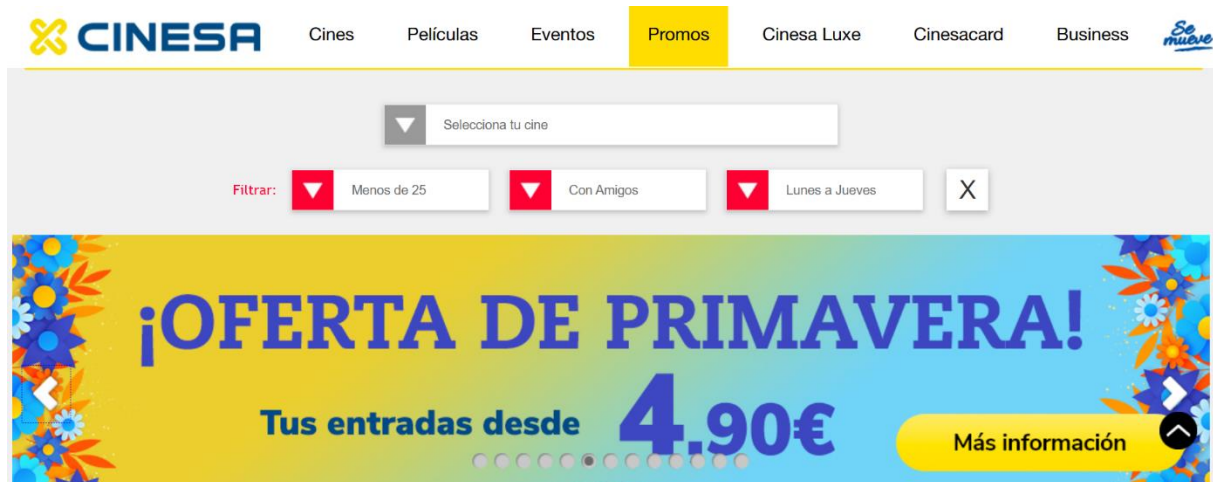 CINESA
Cines Películas Eventos Promos Cinesa Luxe Cinesacard Business Se mueve
Selecciona tu cine
Filtrar: Menos de 25 Con Amigos Lunes a Jueves X
¡OFERTA DE PRIMAVERA!
Tus entradas desde 4.90€
Más información